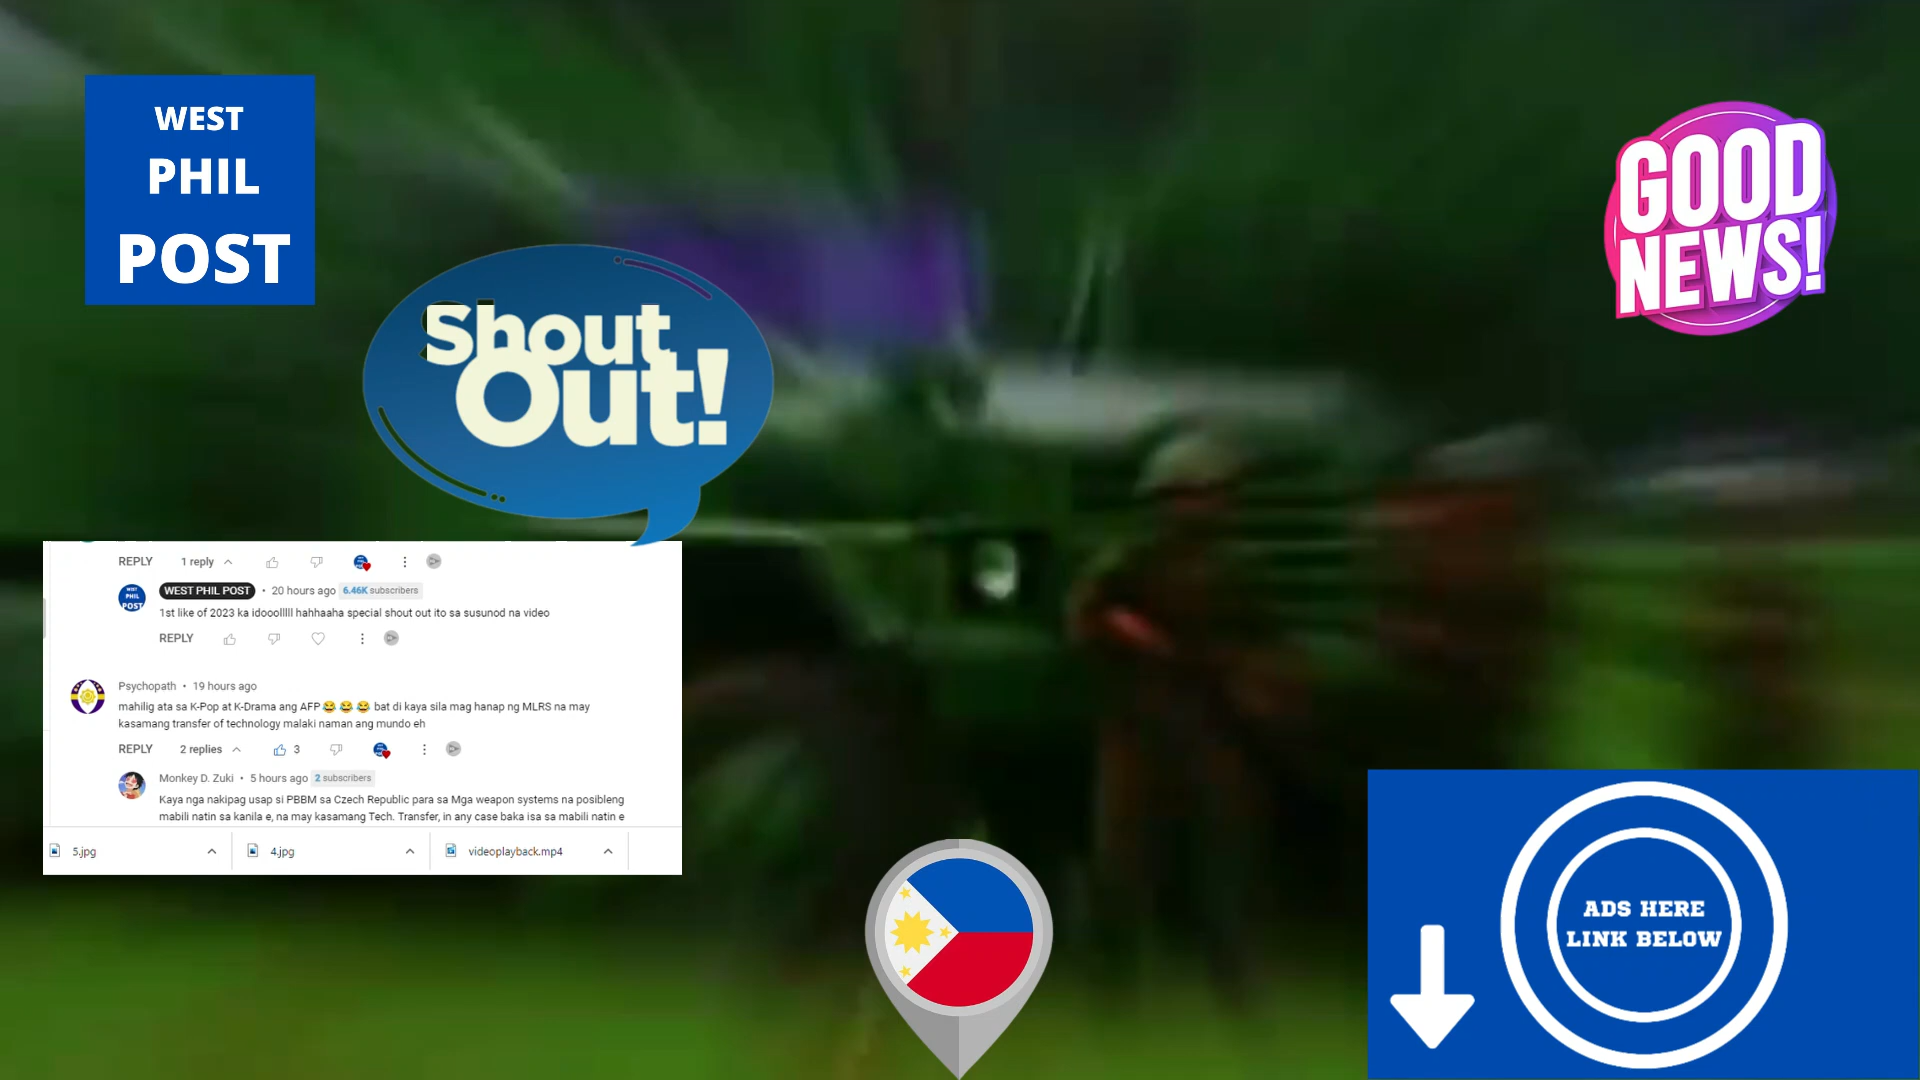 WEST
PHIL
POST
GOOD
NEWS!
Shout
Out!
REPLY 1 reply
WEST PHIL POST • 20 hours ago 6.46K subscribers
1st like of 2023 ka idooolllll hahhaaha special shout out ito sa susunod na video
REPLY
Psychopath • 19 hours ago
mahilig ata sa K-Pop at K-Drama ang AFP😂😂😂 bat di kaya sila mag hanap ng MLRS na may
kasamang transfer of technology malaki naman ang mundo eh
REPLY 2 replies 3
Monkey D. Zuki • 5 hours ago 2 subscribers
Kaya nga nakipag usap si PBBM sa Czech Republic para sa Mga weapon systems na posibleng
mabili natin sa kanila e, na may kasamang Tech. Transfer, in any case baka isa sa mabili natin e
5.jpg 4.jpg videoplayback.mp4
ADS HERE
LINK BELOW